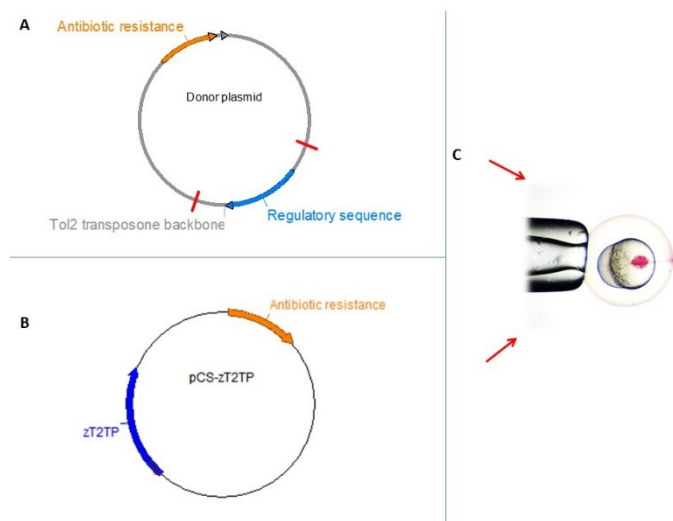 A
Antibiotic resistance
Donor plasmid
Tol2 transposone backbone
Regulatory sequence
B
Antibiotic resistance
pCS-zT2TP
zT2TP
C